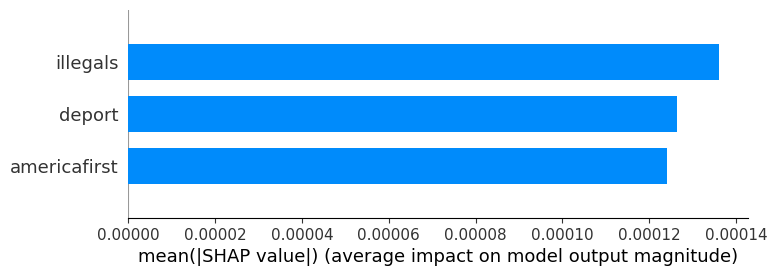 illegals
deport
americafirst
0.00000 0.00002 0.00004 0.00006 0.00008 0.00010 0.00012 0.00014
mean(|SHAP value|) (average impact on model output magnitude)